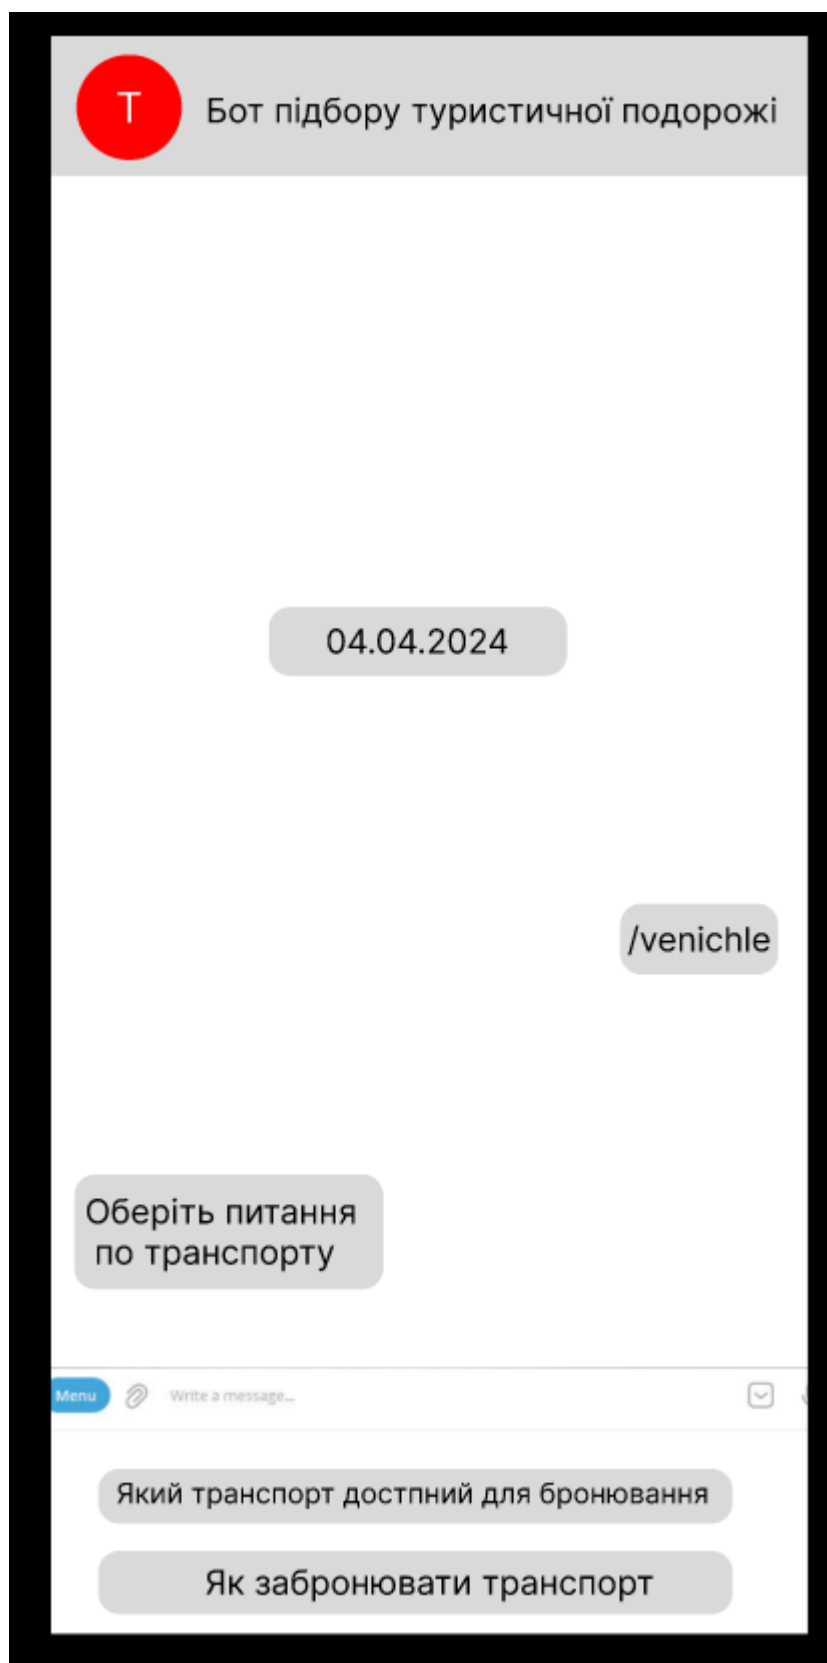 Т
Бот підбору туристичної подорожі
04.04.2024
/venichle
Оберіть питання
по транспорту
Menu
Write a message...
Який транспорт достпний для бронювання
Як забронювати транспорт